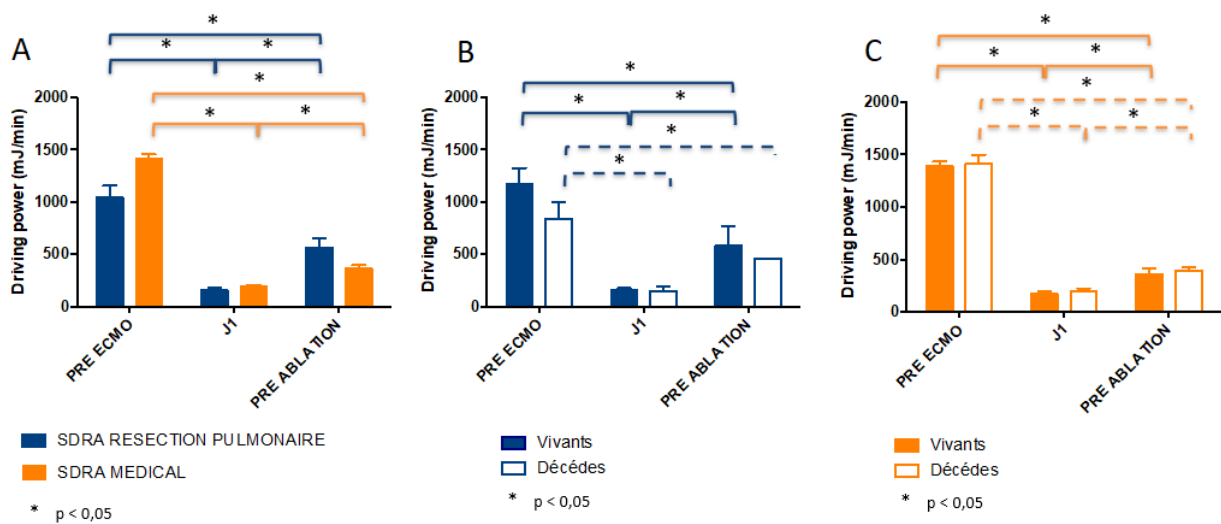 A
*
*
*
*
*
*
Driving power (mJ/min)
2000
1500
1000
500
0
PRE ECMO
J1
PRE ABLATION
SDRA RESECTION PULMONAIRE
SDRA MEDICAL
* p < 0,05
B
*
*
*
*
*
Driving power (mJ/min)
2000
1500
1000
500
0
PRE ECMO
J1
PRE ABLATION
Vivants
Décédes
* p < 0,05
C
*
*
*
*
*
*
Driving power (mJ/min)
2000
1500
1000
500
0
PRE ECMO
J1
PRE ABLATION
Vivants
Décédes
* p < 0,05